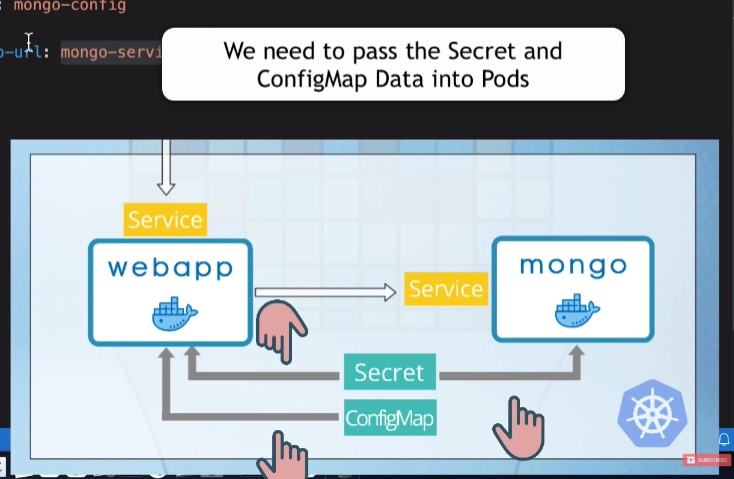 : mongo-config
o-url: mongo-servi
We need to pass the Secret and
ConfigMap Data into Pods
Service
webapp
mongo
Service
Secret
ConfigMap
SUBSCRIBE